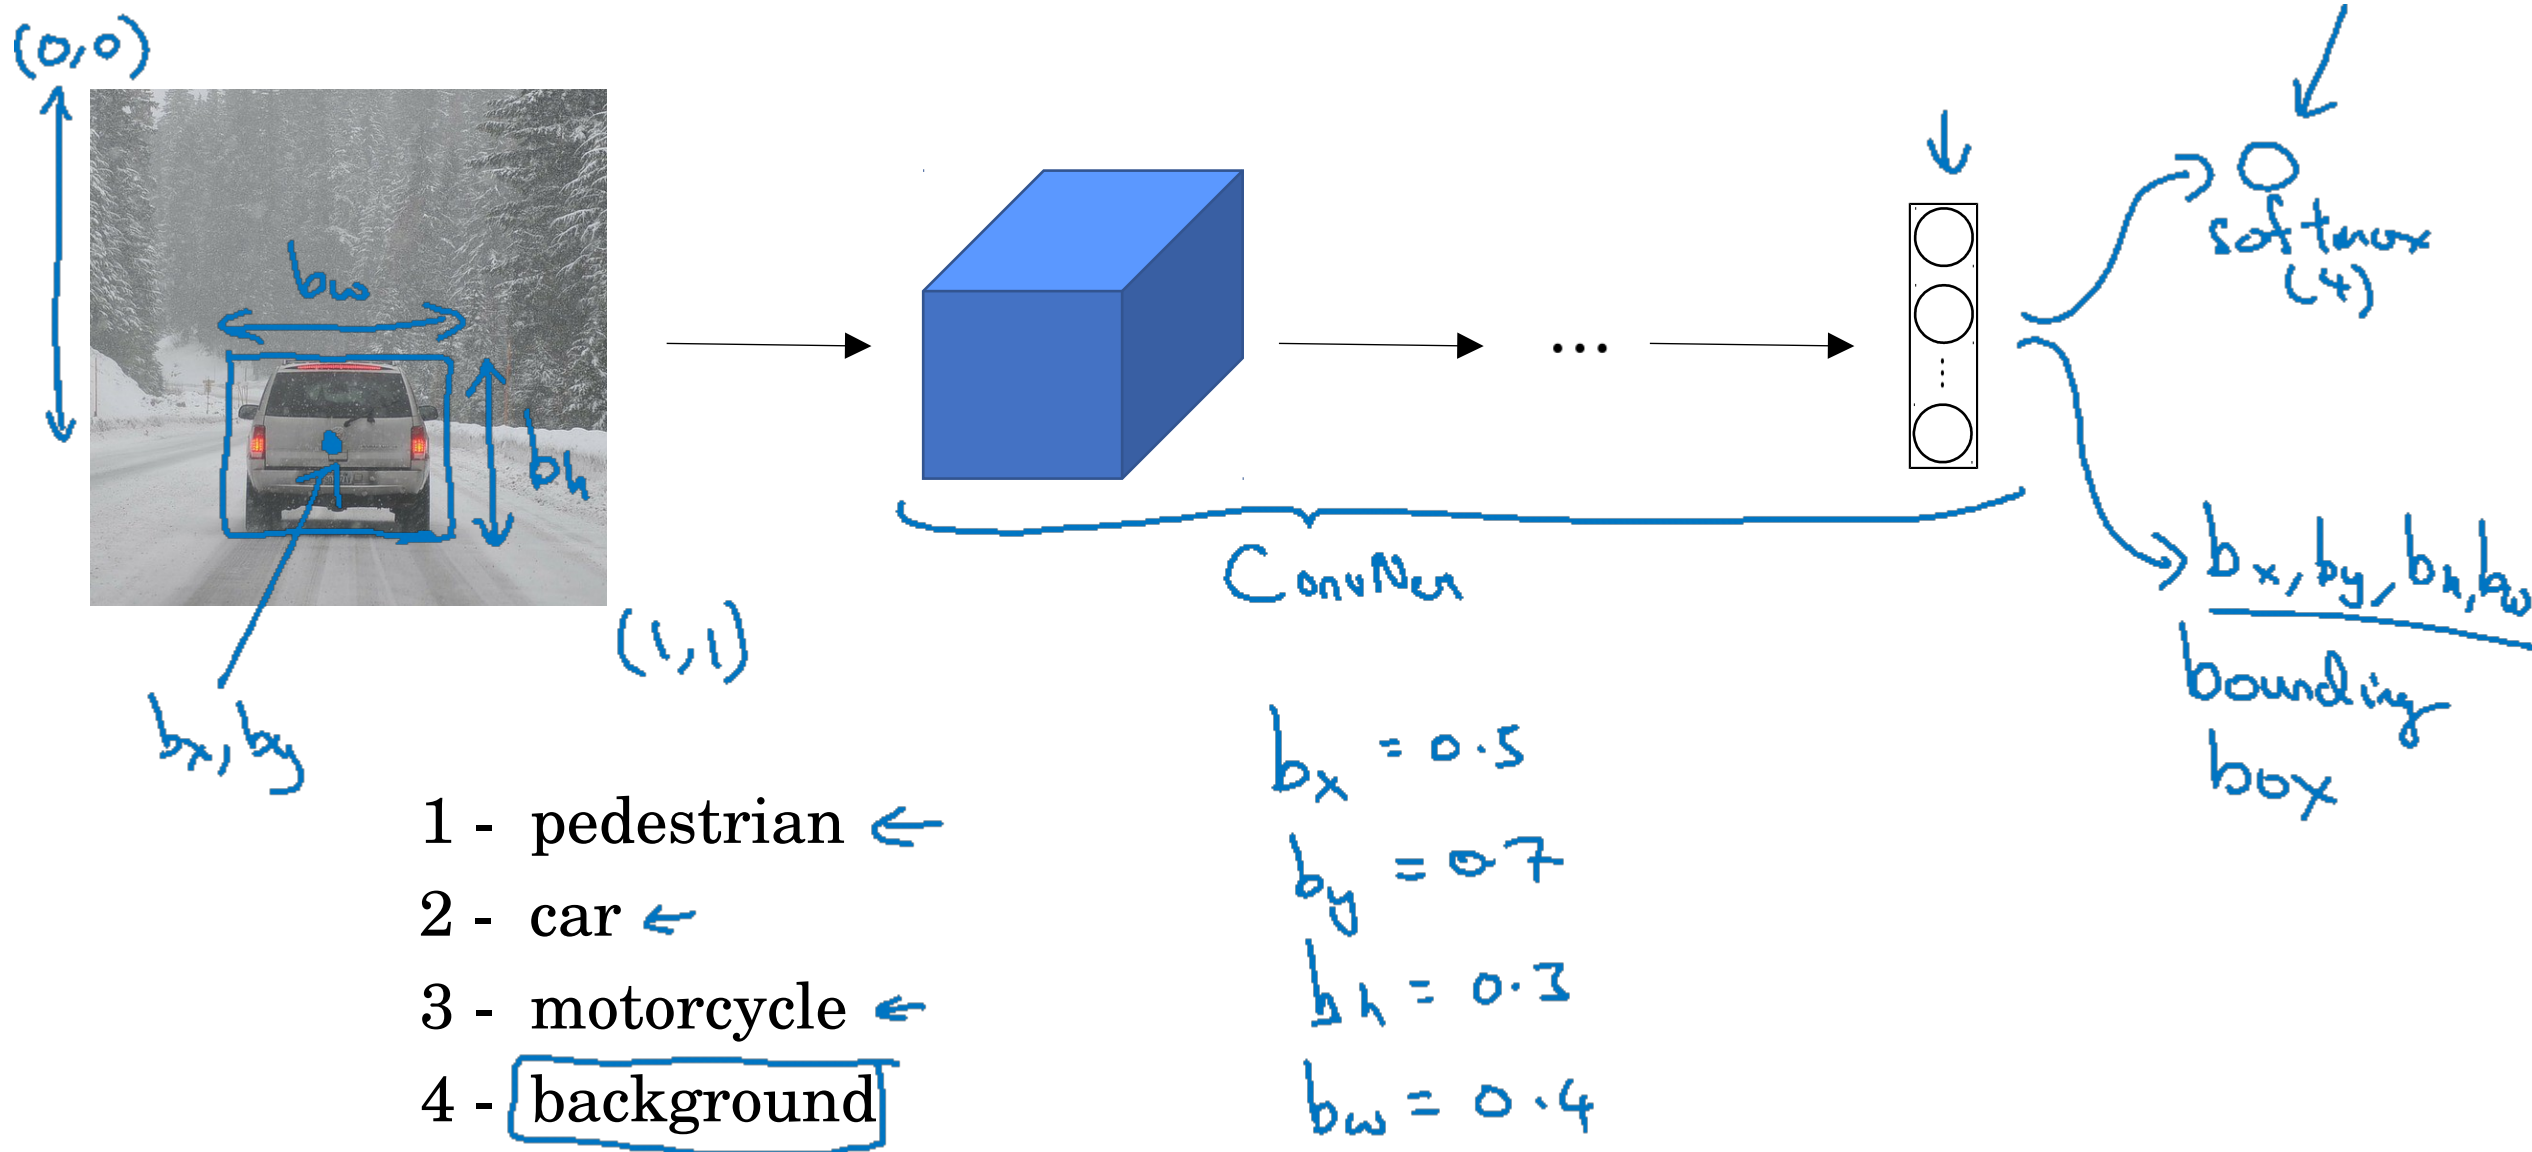 (0,0)
bw
bh
(1,1)
bx, by
softmax
(4)
ConvNet
bx, by, bh, bw
bounding
box
1 - pedestrian
2 - car
3 - motorcycle
4 - background
bx = 0.5
by = 0.7
bh = 0.3
bw = 0.4